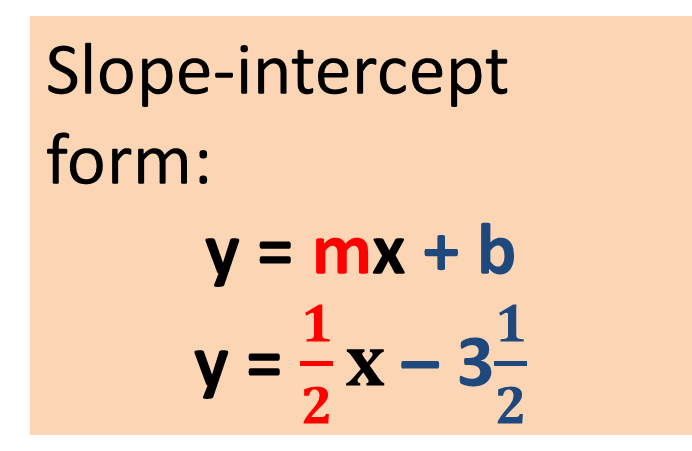 Slope-intercept
form:
y = mx + b
y = 1/2 x – 3 1/2